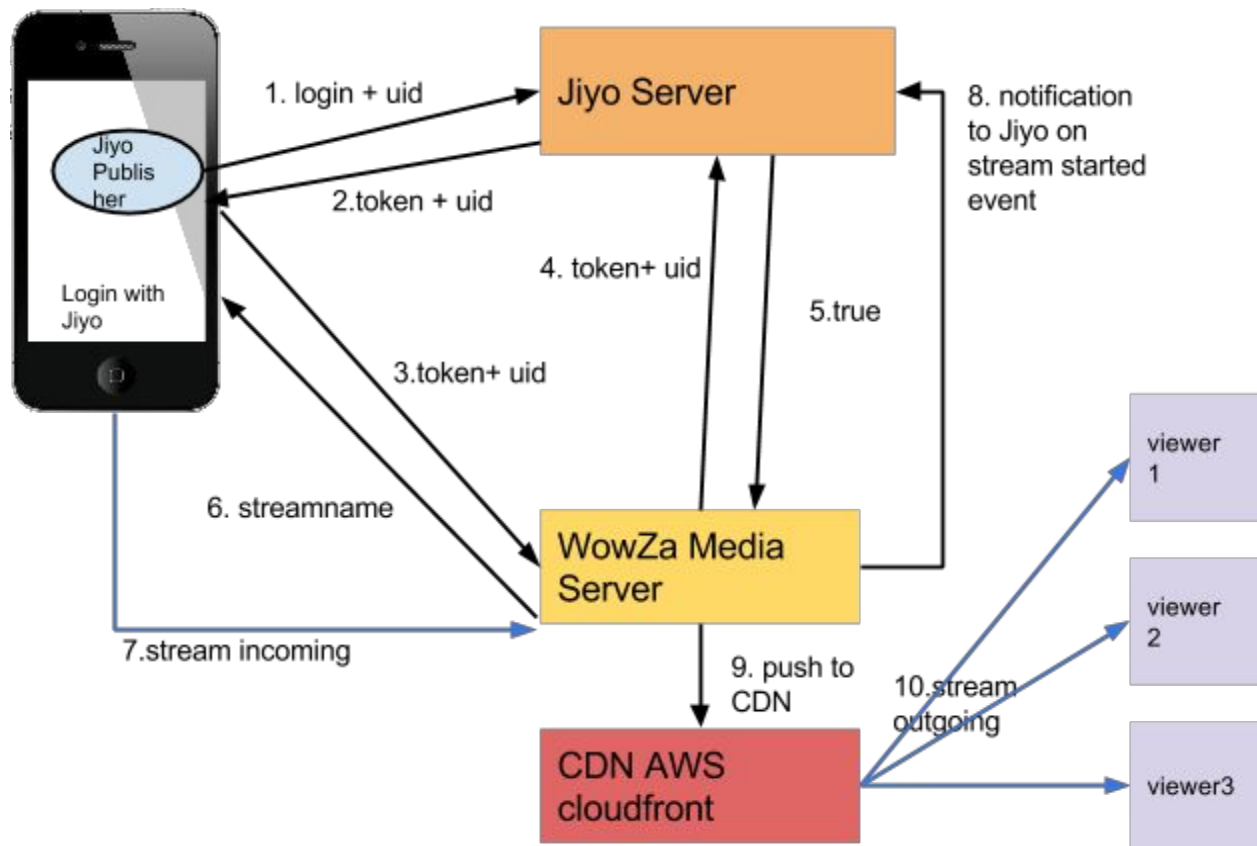 1. login + uid
Jiyo Server
8. notification
to Jiyo on
stream started
event
Jiyo
Publis
her
2.token + uid
4. token+ uid
Login with
Jiyo
5.true
3.token+ uid
viewer
1
6. streamname
WowZa Media
Server
viewer
2
7.stream incoming
9. push to
CDN
10.stream
outgoing
CDN AWS
cloudfront
viewer3